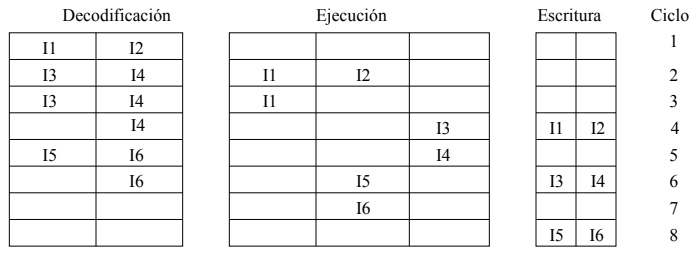 Decodificación Ejecución Escritura Ciclo
I1 I2 1
I3 I4 I1 I2 2
I3 I4 I1 3
I4 I3 I1 I2 4
I5 I6 I4 5
I6 I5 I3 I4 6
I6 7
I5 I6 8